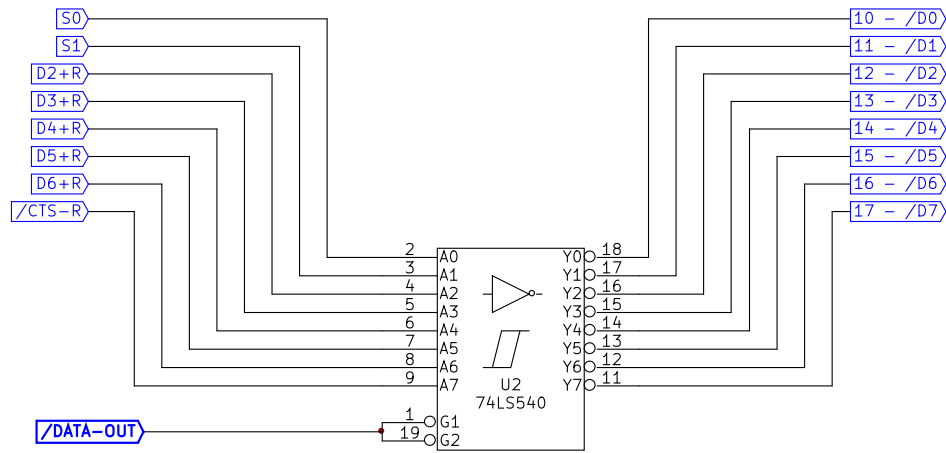 S0 10 - /D0
S1 11 - /D1
D2+R 12 - /D2
D3+R 13 - /D3
D4+R 14 - /D4
D5+R 15 - /D5
D6+R 16 - /D6
/CTS-R 17 - /D7
2 A0 Y0 18
3 A1 Y1 17
4 A2 Y2 16
5 A3 Y3 15
6 A4 Y4 14
7 A5 Y5 13
8 A6 Y6 12
9 A7 Y7 11
U2
74LS540
1 G1
/DATA-OUT
19 G2